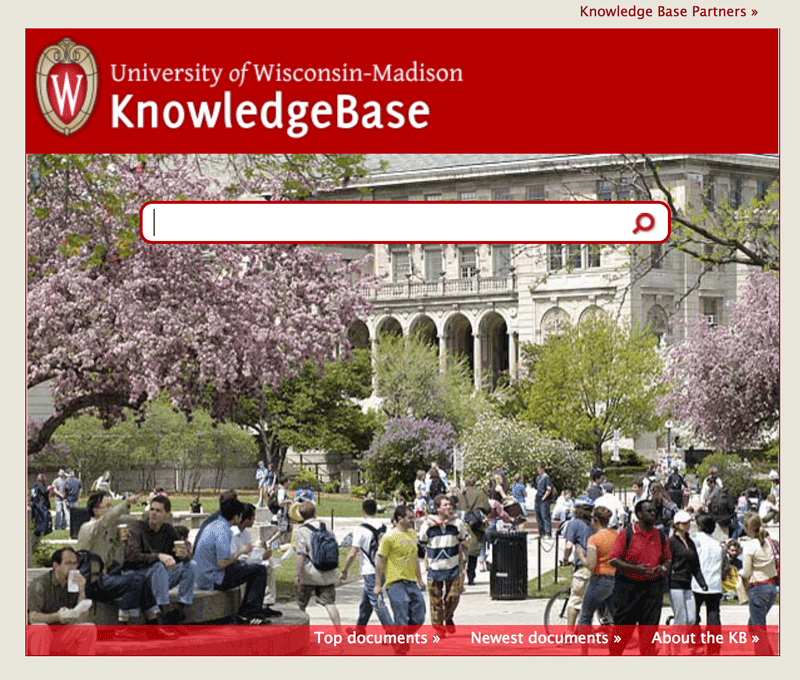 Knowledge Base Partners »
W
University of Wisconsin-Madison
KnowledgeBase
Top documents » Newest documents » About the KB »